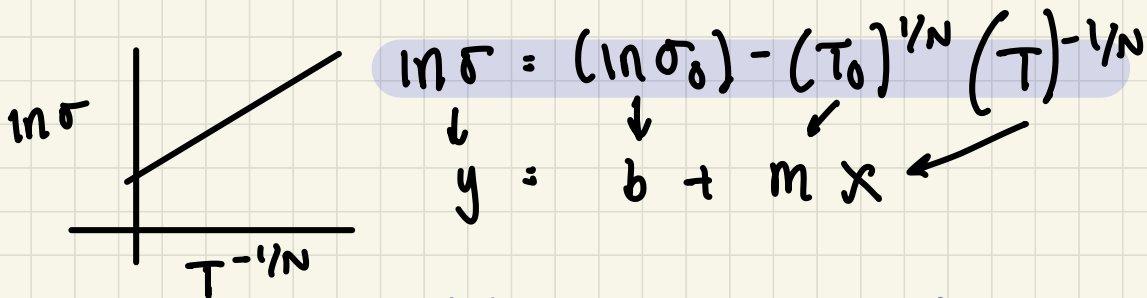 ln σ = (ln σ₀) - (T₀)^1/N (T)^-1/N
ln σ
y = b + m x
T^-1/N